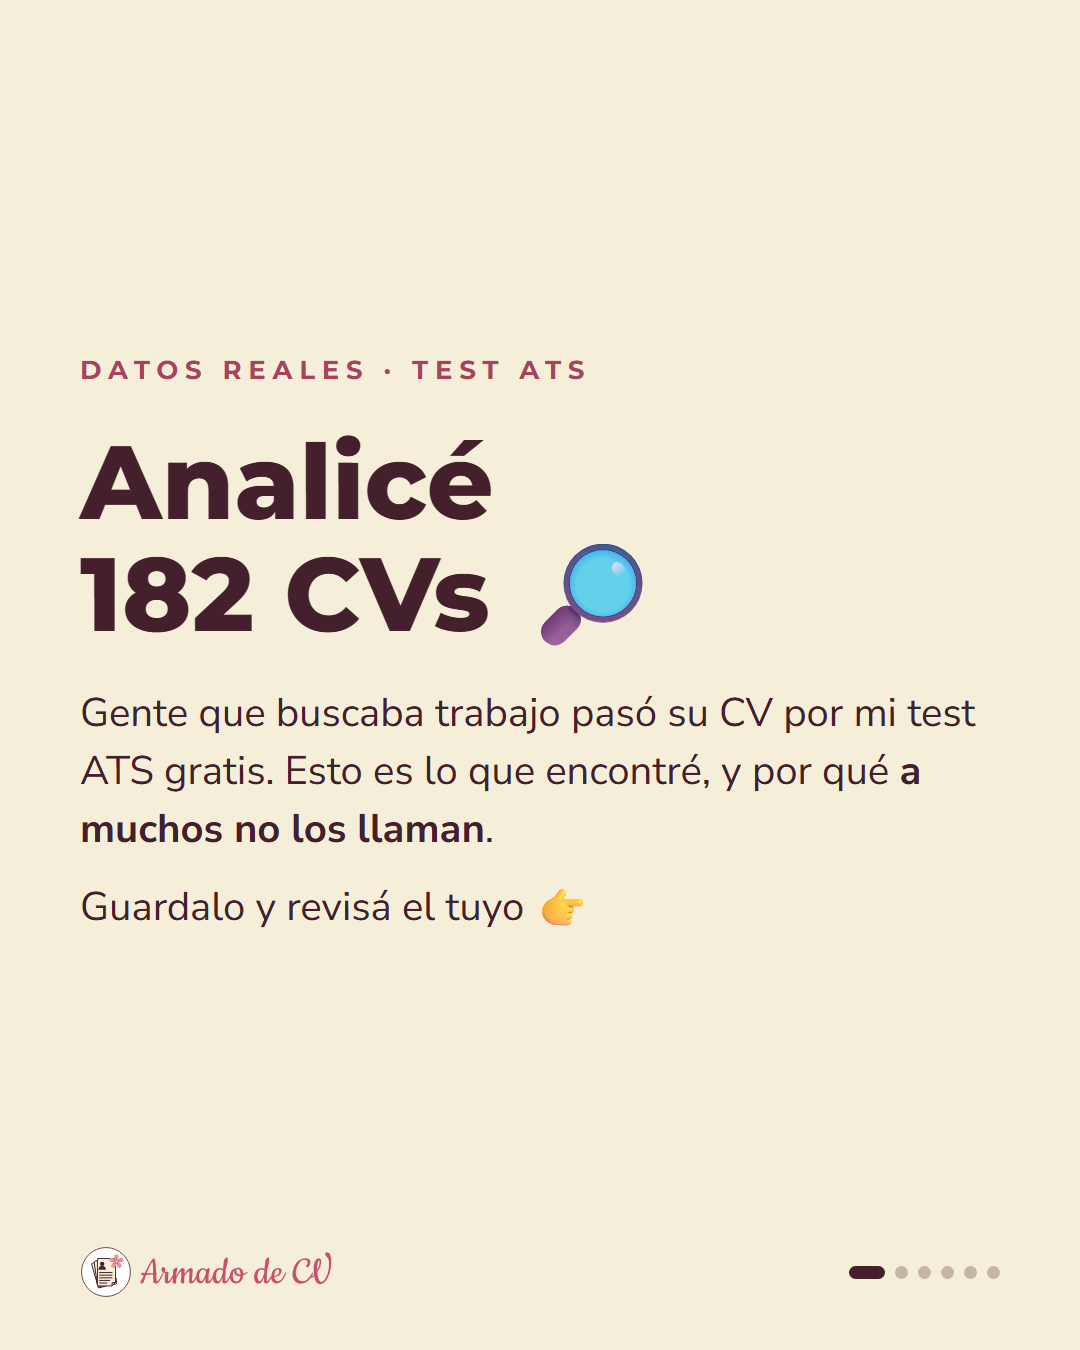 DATOS REALES · TEST ATS
Analicé
182 CVs
Gente que buscaba trabajo pasó su CV por mi test
ATS gratis. Esto es lo que encontré, y por qué a
muchos no los llaman.
Guardalo y revisá el tuyo
Armado de CV